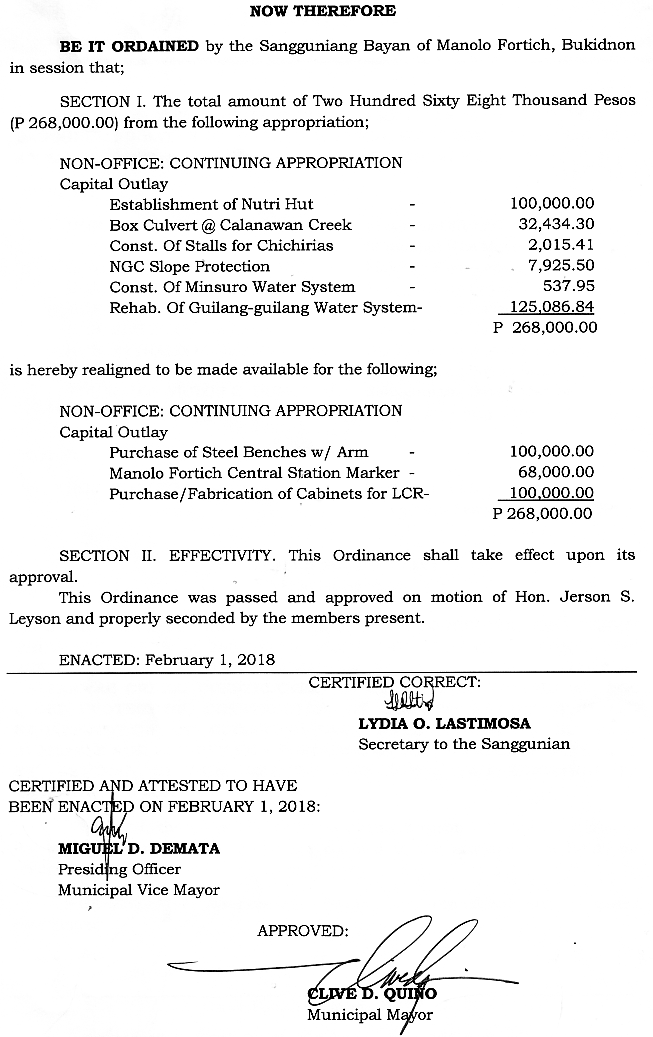 NOW THEREFORE
BE IT ORDAINED by the Sangguniang Bayan of Manolo Fortich, Bukidnon
in session that;
SECTION I. The total amount of Two Hundred Sixty Eight Thousand Pesos
(P 268,000.00) from the following appropriation;
NON-OFFICE: CONTINUING APPROPRIATION
Capital Outlay
Establishment of Nutri Hut - 100,000.00
Box Culvert @ Calanawan Creek - 32,434.30
Const. Of Stalls for Chichirias - 2,015.41
NGC Slope Protection - 7,925.50
Const. Of Minsuro Water System - 537.95
Rehab. Of Guilang-guilang Water System- 125,086.84
P 268,000.00
is hereby realigned to be made available for the following;
NON-OFFICE: CONTINUING APPROPRIATION
Capital Outlay
Purchase of Steel Benches w/ Arm - 100,000.00
Manolo Fortich Central Station Marker - 68,000.00
Purchase/Fabrication of Cabinets for LCR- 100,000.00
P 268,000.00
SECTION II. EFFECTIVITY. This Ordinance shall take effect upon its
approval.
This Ordinance was passed and approved on motion of Hon. Jerson S.
Leyson and properly seconded by the members present.
ENACTED: February 1, 2018
CERTIFIED CORRECT:
LYDIA O. LASTIMOSA
Secretary to the Sanggunian
CERTIFIED AND ATTESTED TO HAVE
BEEN ENACTED ON FEBRUARY 1, 2018:
MIGUEL D. DEMATA
Presiding Officer
Municipal Vice Mayor
APPROVED:
CLIVE D. QUIÑO
Municipal Mayor